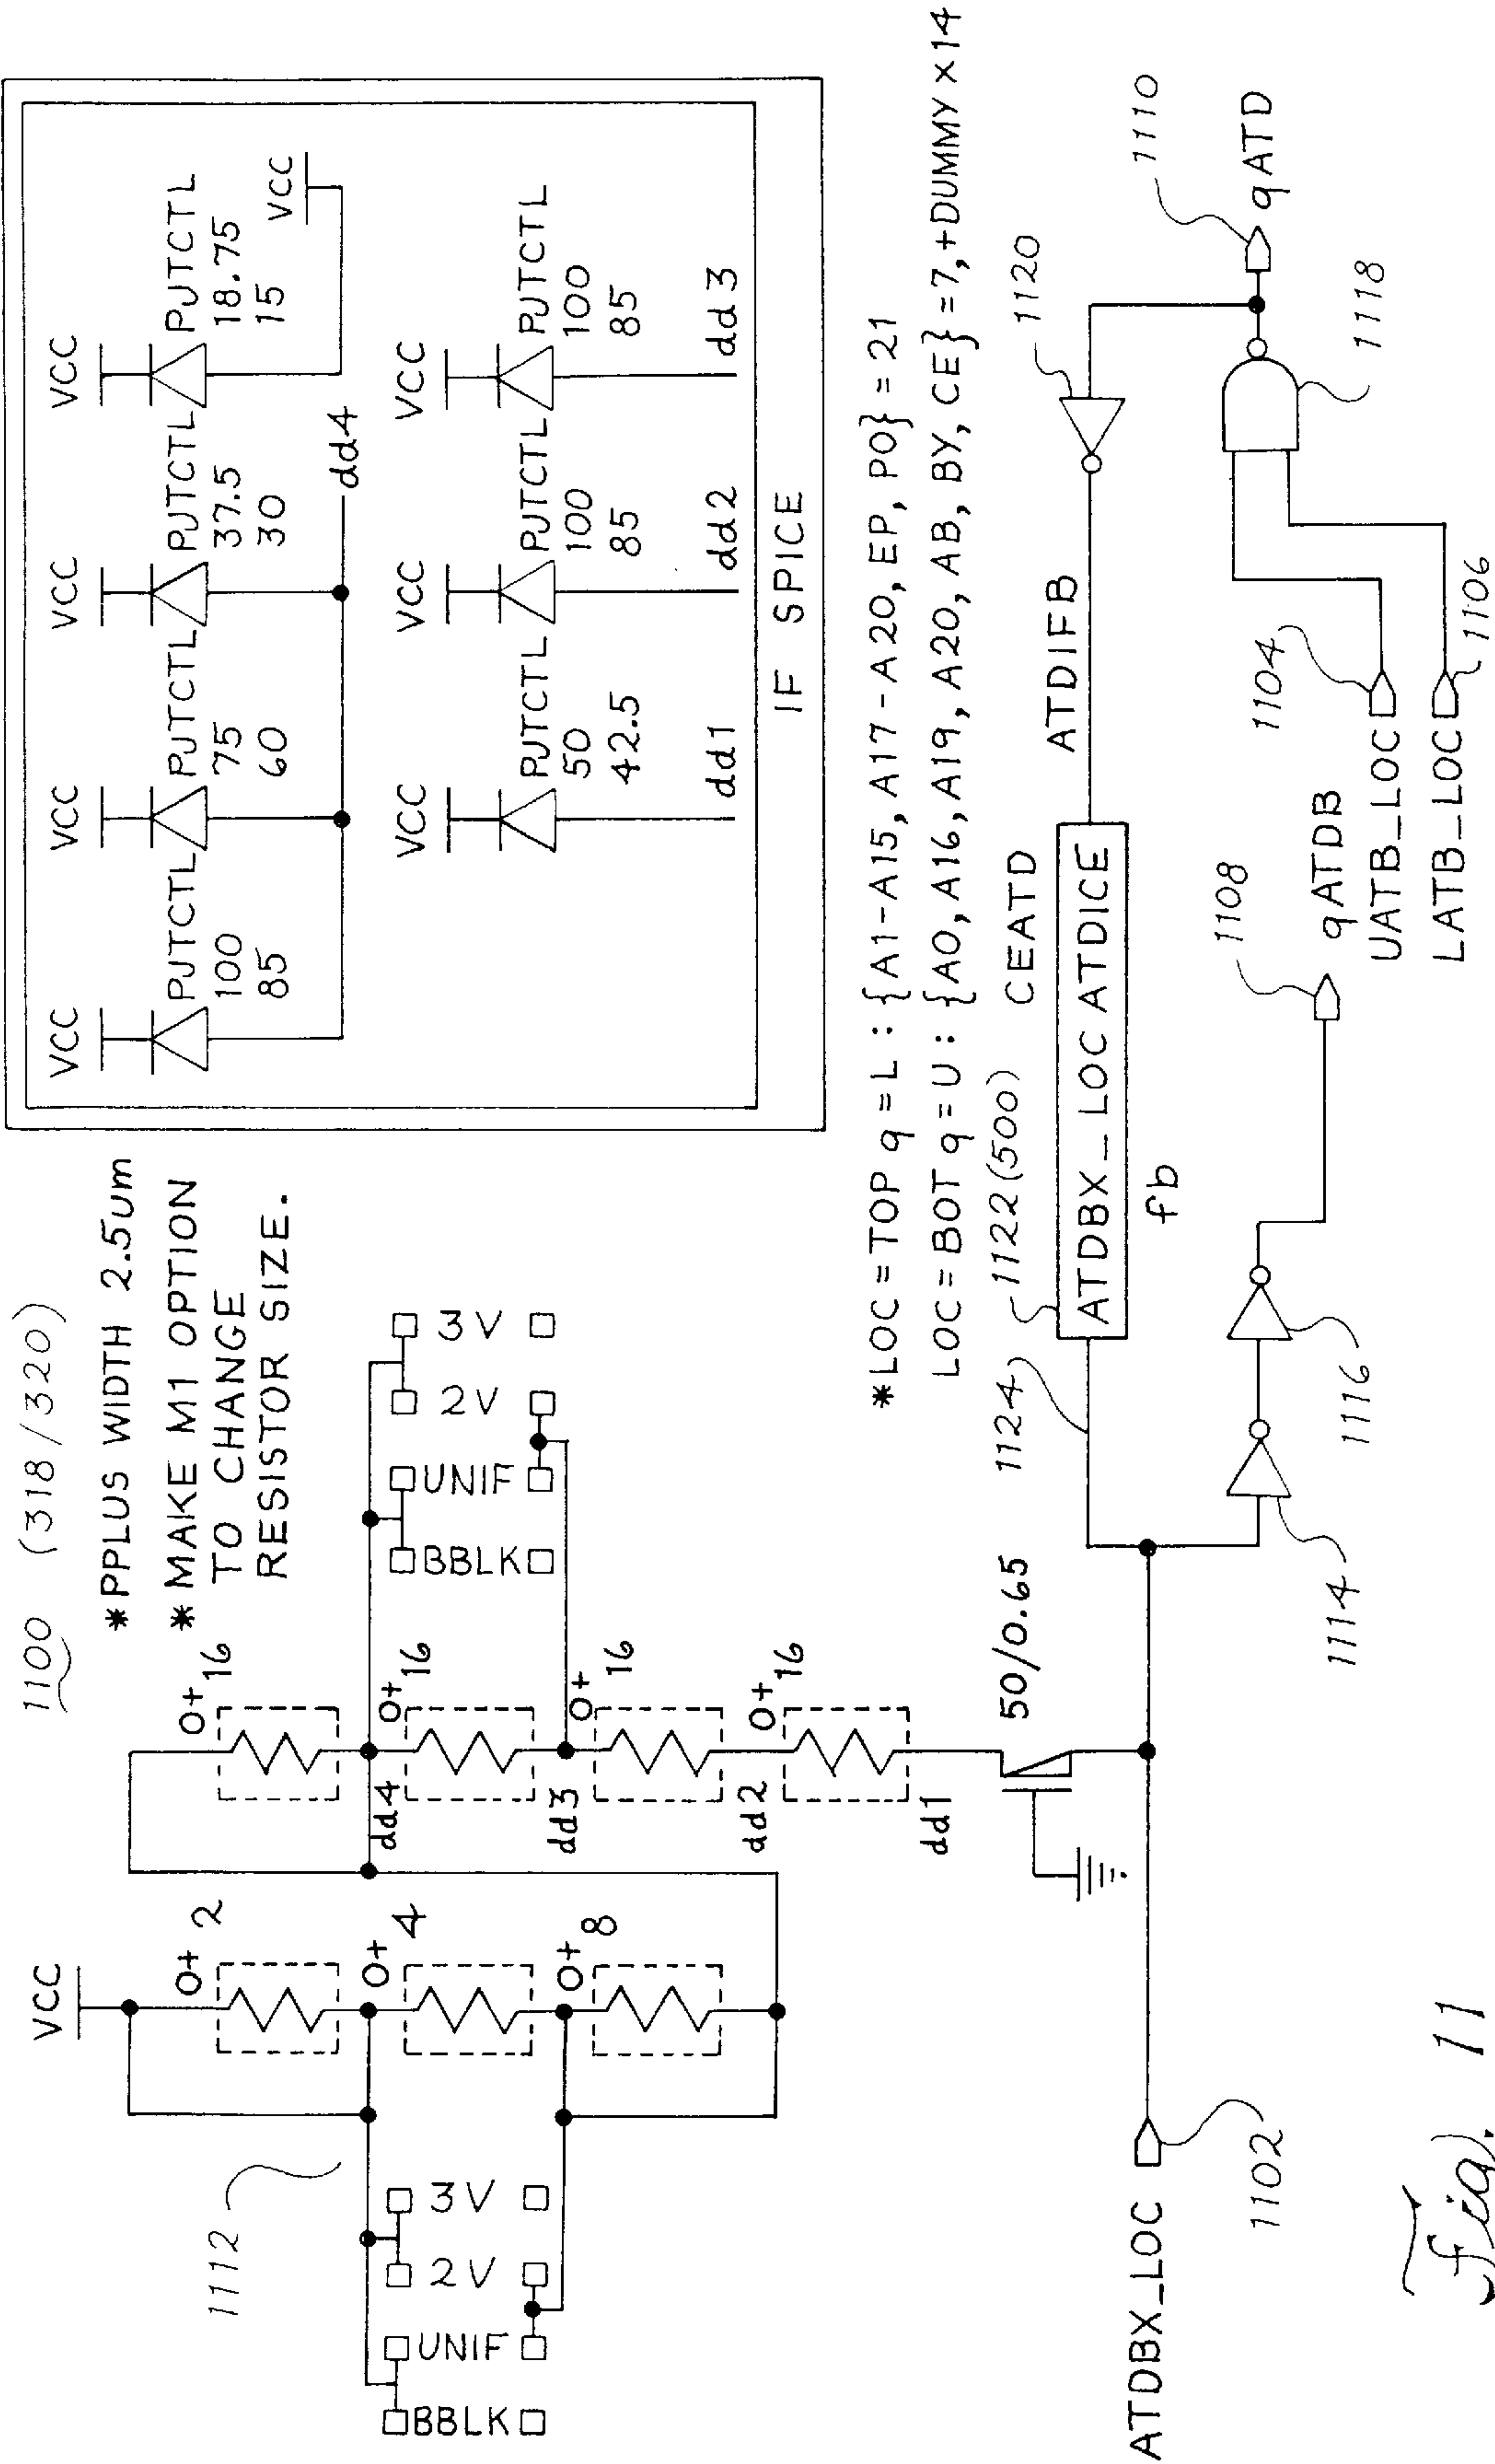 1100 (318/320)
*PPLUS WIDTH 2.5um
*MAKE M1 OPTION
TO CHANGE
RESISTOR SIZE.
VCC
0+ 2
0+ 4
0+ 8
1112
3V
2V
UNIF
BBLK
0+ 16
dd4
0+ 16
dd3
0+ 16
dd2
0+ 16
dd1
3V
2V
UNIF
BBLK
50/0.65
VCC
PJTCTL
100
85
VCC
PJTCTL
75
60
VCC
PJTCTL
37.5
30
VCC
PJTCTL
18.75
15
VCC
dd4
VCC
PJTCTL
50
42.5
dd1
VCC
PJTCTL
100
85
dd2
VCC
PJTCTL
100
85
dd3
IF SPICE
*LOC=TOP q=L:{A1-A15,A17-A20,EP,PO}=21
LOC=BOT q=U:{A0,A16,A19,A20,AB,BY,CE}=7,+DUMMY x14
1124
1122(500)
CEATD
ATDBX_LOC ATDICE
fb
ATDIFB
1120
1110
qATD
1118
ATDBX_LOC
1102
1114
1116
1108
qATDB
UATB_LOC
1104
LATB_LOC
1106
Fig. 11